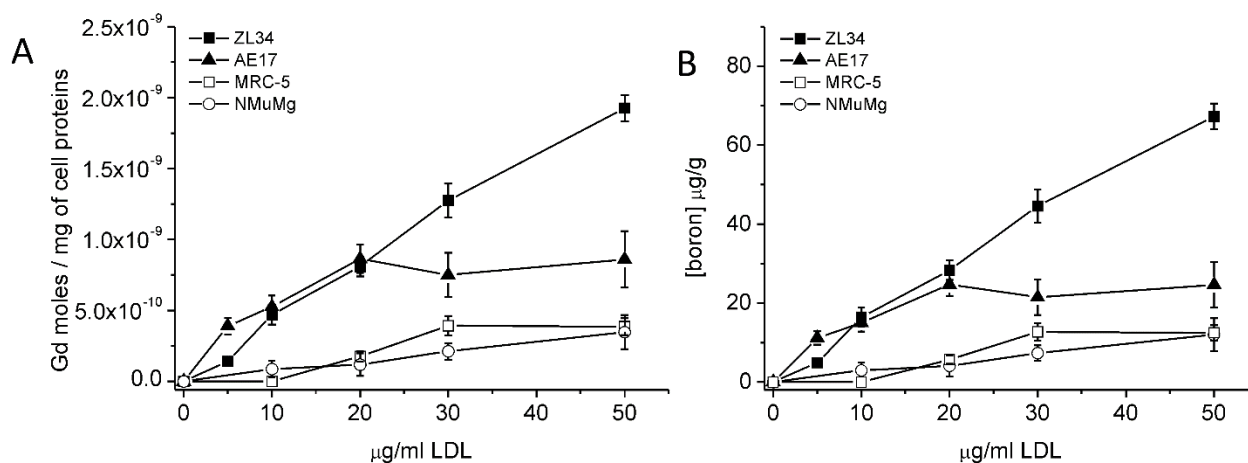 A
Gd moles / mg of cell proteins
2.5x10⁻⁹
2.0x10⁻⁹
1.5x10⁻⁹
1.0x10⁻⁹
5.0x10⁻¹⁰
0.0
ZL34
AE17
MRC-5
NMuMg
0 10 20 30 40 50
μg/ml LDL
B
[boron] μg/g
80
60
40
20
0
ZL34
AE17
MRC-5
NMuMg
0 10 20 30 40 50
μg/ml LDL